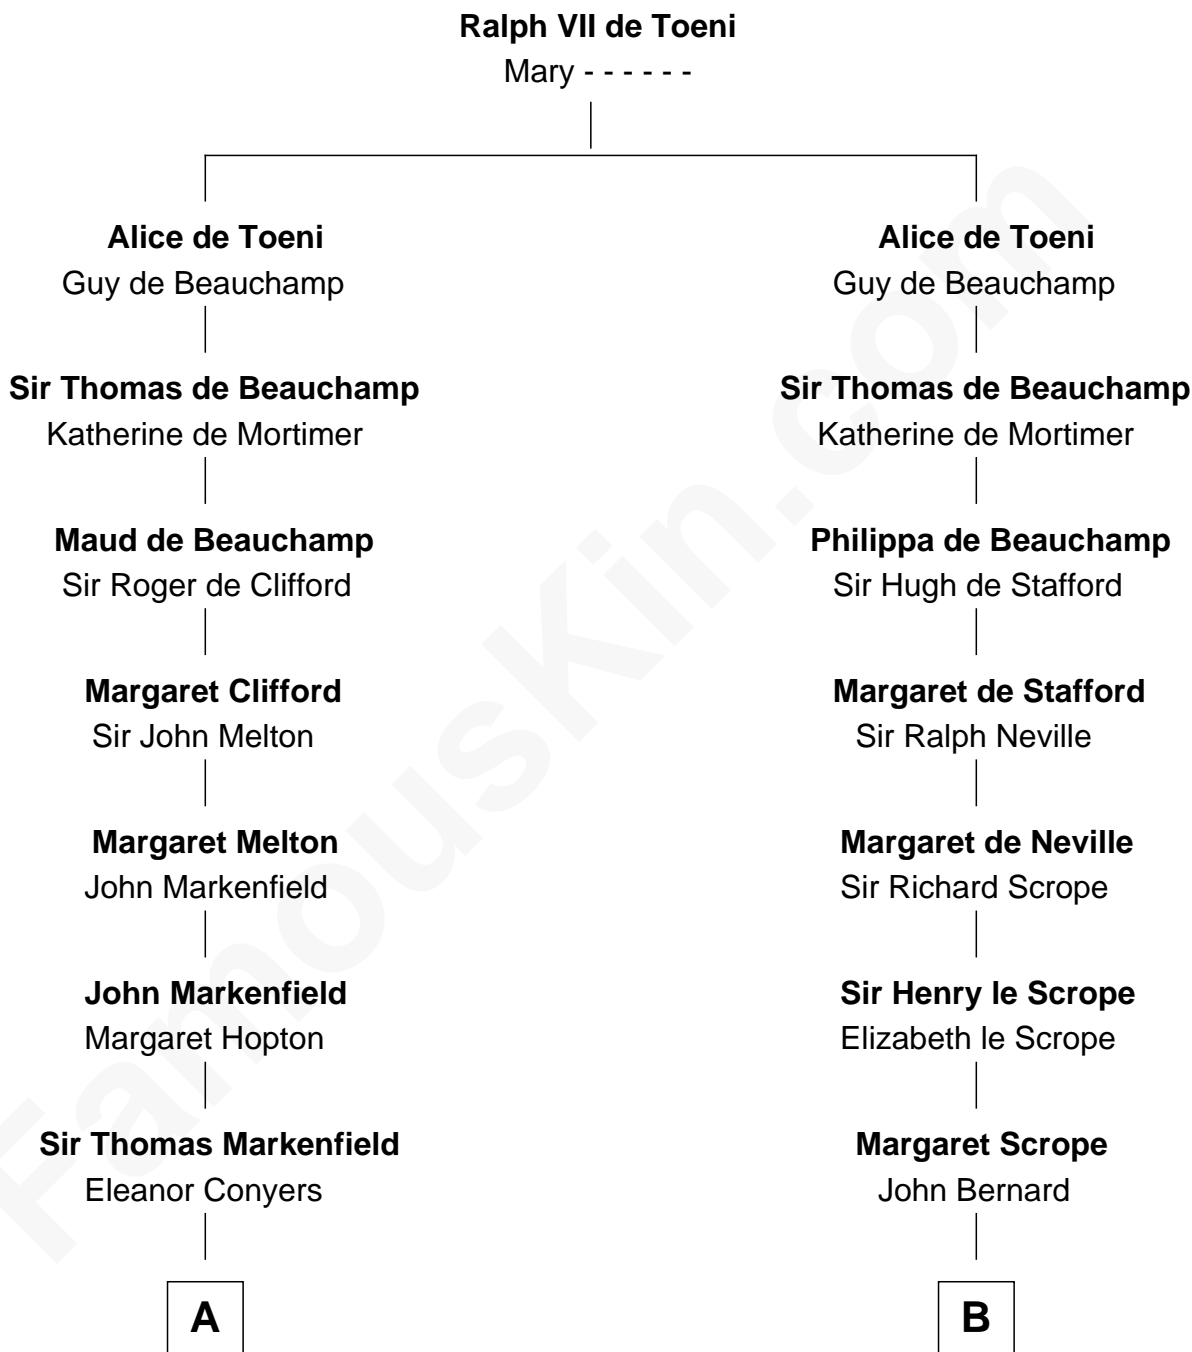 Ralph VII de Toeni
Mary - - - - - -
Alice de Toeni
Guy de Beauchamp
Alice de Toeni
Guy de Beauchamp
Sir Thomas de Beauchamp
Katherine de Mortimer
Sir Thomas de Beauchamp
Katherine de Mortimer
Maud de Beauchamp
Sir Roger de Clifford
Philippa de Beauchamp
Sir Hugh de Stafford
Margaret Clifford
Sir John Melton
Margaret de Stafford
Sir Ralph Neville
Margaret Melton
John Markenfield
Margaret de Neville
Sir Richard Scrope
John Markenfield
Margaret Hopton
Sir Henry le Scrope
Elizabeth le Scrope
Sir Thomas Markenfield
Eleanor Conyers
Margaret Scrope
John Bernard
A
B
FamousKin.com